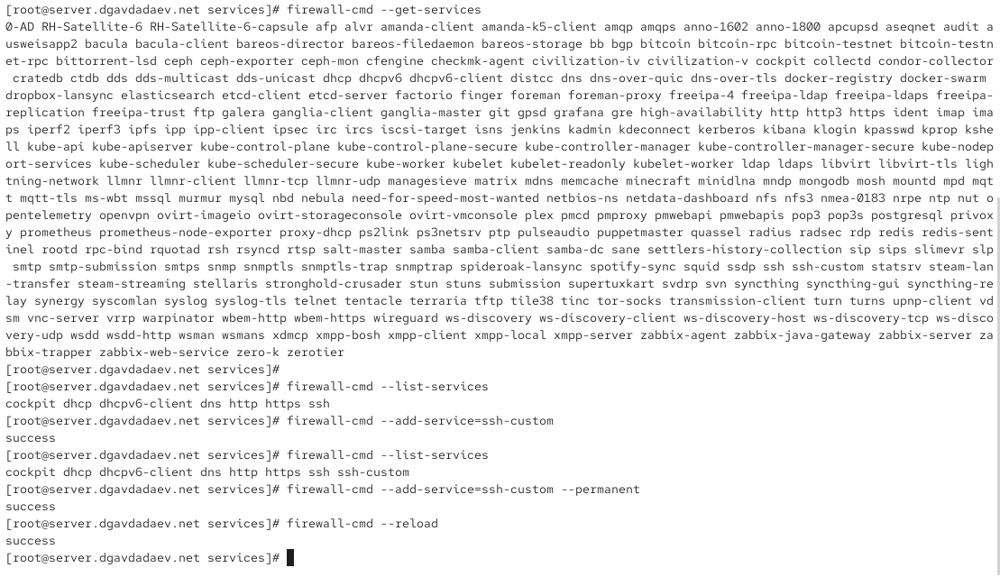 [root@server.dgavdadaev.net services]# firewall-cmd --get-services
0-AD RH-Satellite-6 RH-Satellite-6-capsule afp alvr amanda-client amanda-k5-client amqp amqps anno-1602 anno-1800 apcupsd aseqnet audit a
usweisapp2 bacula bacula-client bareos-director bareos-filedaemon bareos-storage bb bgp bitcoin bitcoin-rpc bitcoin-testnet bitcoin-testn
et-rpc bittorrent-lsd ceph ceph-exporter ceph-mon cfengine checkmk-agent civilization-iv civilization-v cockpit collectd condor-collector
 cratedb ctdb dds dds-multicast dds-unicast dhcp dhcpv6 dhcpv6-client distcc dns dns-over-quic dns-over-tls docker-registry docker-swarm
dropbox-lansync elasticsearch etcd-client etcd-server factorio finger foreman foreman-proxy freeipa-4 freeipa-ldap freeipa-ldaps freeipa-
replication freeipa-trust ftp galera ganglia-client ganglia-master git gpsd grafana gre high-availability http http3 https ident imap ima
ps iperf2 iperf3 ipfs ipp ipp-client ipsec irc ircs iscsi-target isns jenkins kadmin kdeconnect kerberos kibana klogin kpasswd kprop kshe
ll kube-api kube-apiserver kube-control-plane kube-control-plane-secure kube-controller-manager kube-controller-manager-secure kube-nodep
ort-services kube-scheduler kube-scheduler-secure kube-worker kubelet kubelet-readonly kubelet-worker ldap ldaps libvirt libvirt-tls ligh
tning-network llmnr llmnr-client llmnr-tcp llmnr-udp managesieve matrix mdns memcache minecraft minidlna mndp mongodb mosh mountd mpd mqt
t mqtt-tls ms-wbt mssql murmur mysql nbd nebula need-for-speed-most-wanted netbios-ns netdata-dashboard nfs nfs3 nmea-0183 nrpe ntp nut o
pentelemetry openvpn ovirt-imageio ovirt-storageconsole ovirt-vmconsole plex pmcd pmproxy pmwebapi pmwebapis pop3 pop3s postgresql privox
y prometheus prometheus-node-exporter proxy-dhcp ps2link ps3netsrv ptp pulseaudio puppetmaster quassel radius radsec rdp redis redis-sent
inel rootd rpc-bind rquotad rsh rsyncd rtsp salt-master samba samba-client samba-dc sane settlers-history-collection sip sips slimevr slp
 smtp smtp-submission smtps snmp snmptls snmptls-trap snmptrap spideroak-lansync spotify-sync squid ssdp ssh ssh-custom statsrv steam-lan
-transfer steam-streaming stellaris stronghold-crusader stun stuns submission supertuxkart svdrp svn syncthing syncthing-gui syncthing-re
lay synergy syscomlan syslog syslog-tls telnet tentacle terraria tftp tile38 tinc tor-socks transmission-client turn turns upnp-client vd
sm vnc-server vrrp warpinator wbem-http wbem-https wireguard ws-discovery ws-discovery-client ws-discovery-host ws-discovery-tcp ws-disco
very-udp wsdd wsdd-http wsman wsmans xdmcp xmpp-bosh xmpp-client xmpp-local xmpp-server zabbix-agent zabbix-java-gateway zabbix-server za
bbix-trapper zabbix-web-service zero-k zerotier
[root@server.dgavdadaev.net services]#
[root@server.dgavdadaev.net services]# firewall-cmd --list-services
cockpit dhcp dhcpv6-client dns http https ssh
[root@server.dgavdadaev.net services]# firewall-cmd --add-service=ssh-custom
success
[root@server.dgavdadaev.net services]# firewall-cmd --list-services
cockpit dhcp dhcpv6-client dns http https ssh ssh-custom
[root@server.dgavdadaev.net services]# firewall-cmd --add-service=ssh-custom --permanent
success
[root@server.dgavdadaev.net services]# firewall-cmd --reload
success
[root@server.dgavdadaev.net services]#